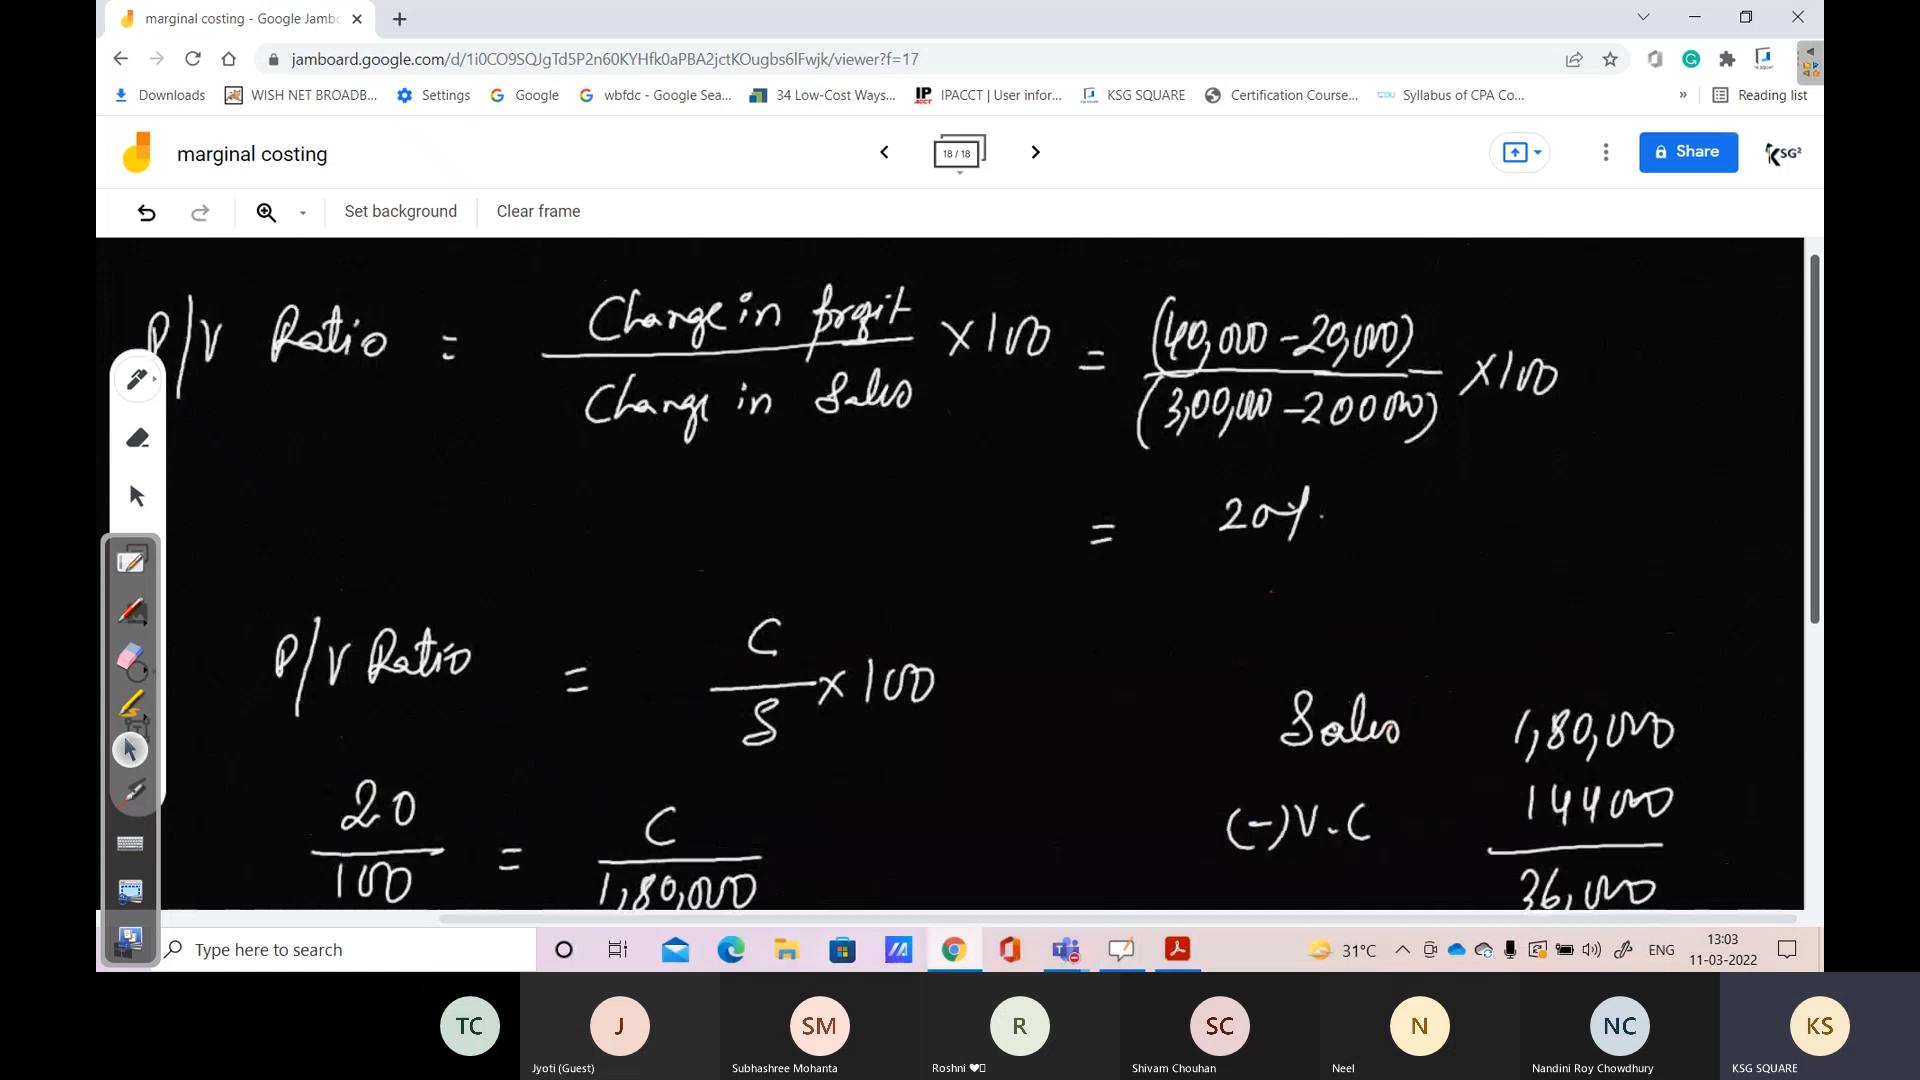 marginal costing - Google Jambo
jamboard.google.com/d/1i0CO9SQJgTd5P2n60KYHfk0aPBA2jctKOugbs6lFwjk/viewer?f=17
Downloads WISH NET BROADB... Settings Google wbfdc - Google Sea... 34 Low-Cost Ways... IP ACCT IPACCT | User infor... KSG SQUARE Certification Course... Syllabus of CPA Co... » Reading list
marginal costing 18 / 18 Share KSG²
Set background Clear frame
P/V Ratio = Change in profit / Change in Sales × 100 = (40,000 - 20,000) / (3,00,000 - 200000) × 100
= 20%
P/V Ratio = C / S × 100
Sales 1,80,000
(-) V.C 144000
36,000
20 / 100 = C / 1,80,000
Type here to search 31°C ENG 13:03
11-03-2022
TC J SM R SC N NC KS
Jyoti (Guest) Subhashree Mohanta Roshni ♥ Shivam Chouhan Neel Nandini Roy Chowdhury KSG SQUARE